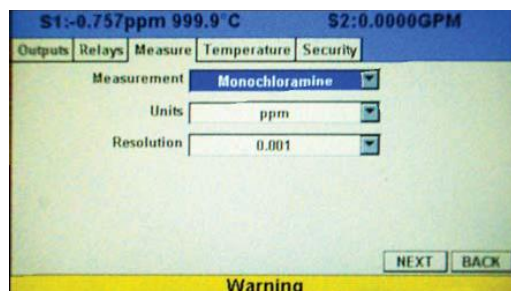 S1:-0.757ppm 999.9°C S2:0.0000GPM
Outputs Relays Measure Temperature Security
Measurement Monochloramine
Units ppm
Resolution 0.001
NEXT BACK
Warning